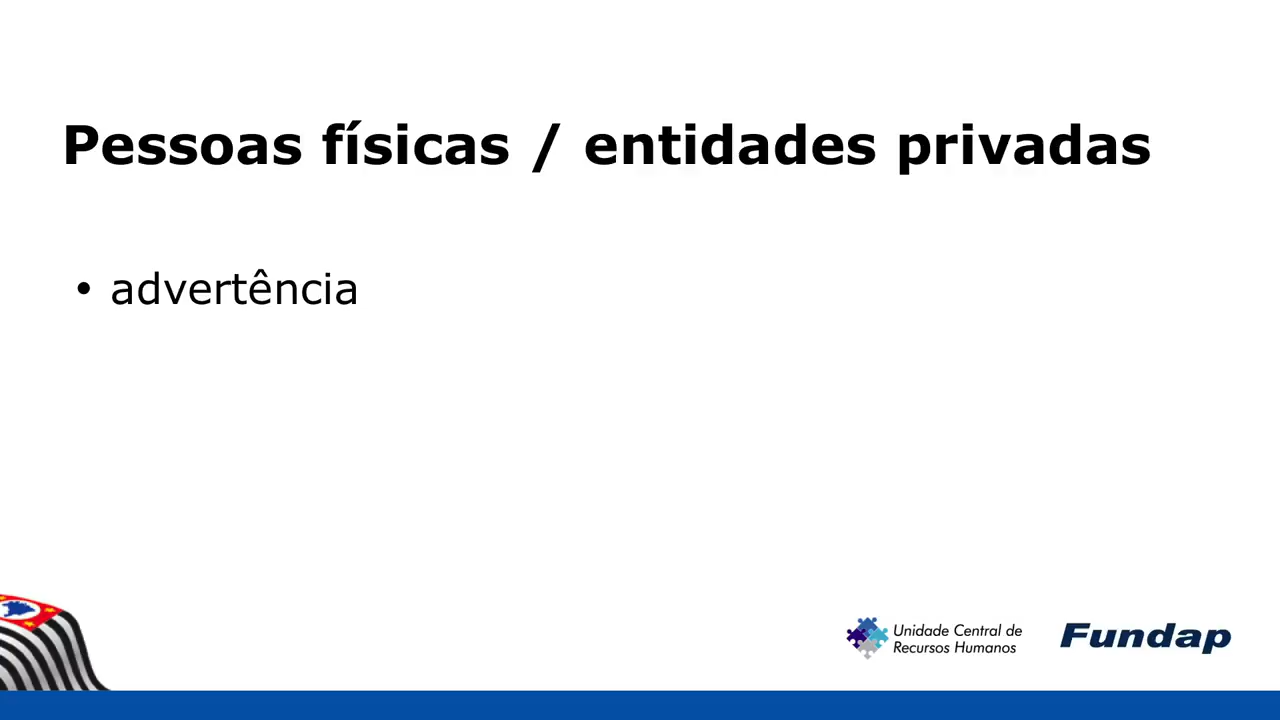 Pessoas físicas / entidades privadas
• advertência
Unidade Central de
Recursos Humanos
Fundap